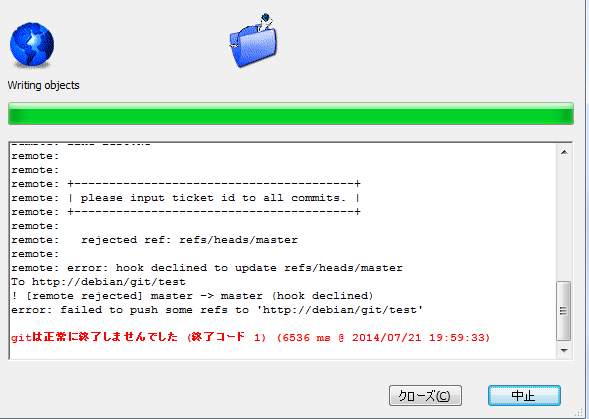 Writing objects
remote:
remote:
remote:
remote: +----------------------------------------+
remote: | please input ticket id to all commits. |
remote: +----------------------------------------+
remote:
remote:   rejected ref: refs/heads/master
remote:
remote: error: hook declined to update refs/heads/master
To http://debian/git/test
! [remote rejected] master -> master (hook declined)
error: failed to push some refs to 'http://debian/git/test'
gitは正常に終了しませんでした (終了コード 1) (6536 ms @ 2014/07/21 19:59:33)
クローズ(C) 中止